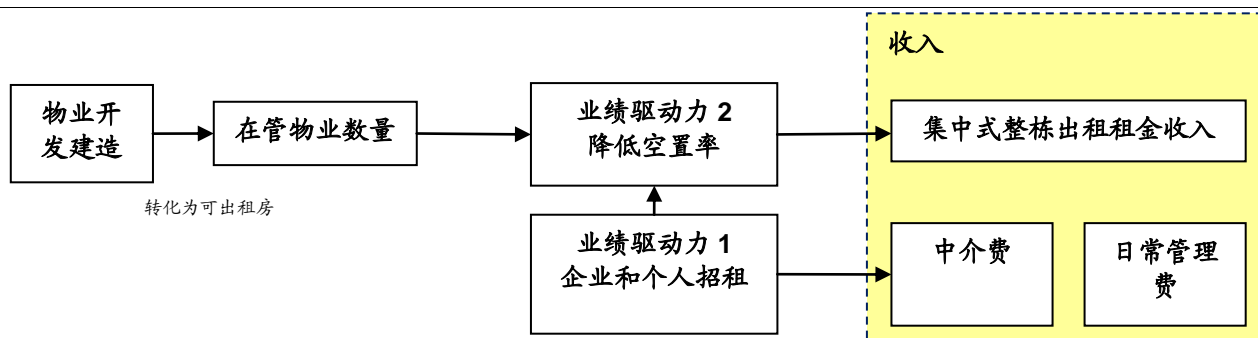 收入
物业开
发建造
在管物业数量
业绩驱动力 2
降低空置率
集中式整栋出租租金收入
转化为可出租房
业绩驱动力 1
企业和个人招租
中介费
日常管理
费